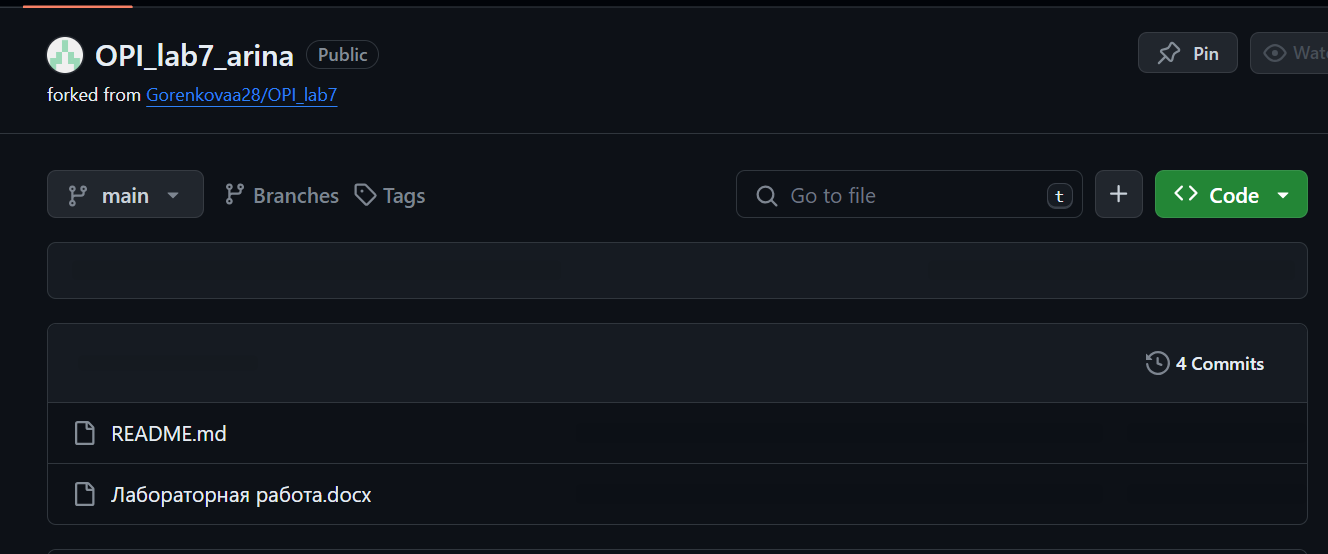 OPI_lab7_arina Public Pin
forked from Gorenkovaa28/OPI_lab7
main Branches Tags Go to file t + <> Code
4 Commits
README.md
Лабораторная работа.docx